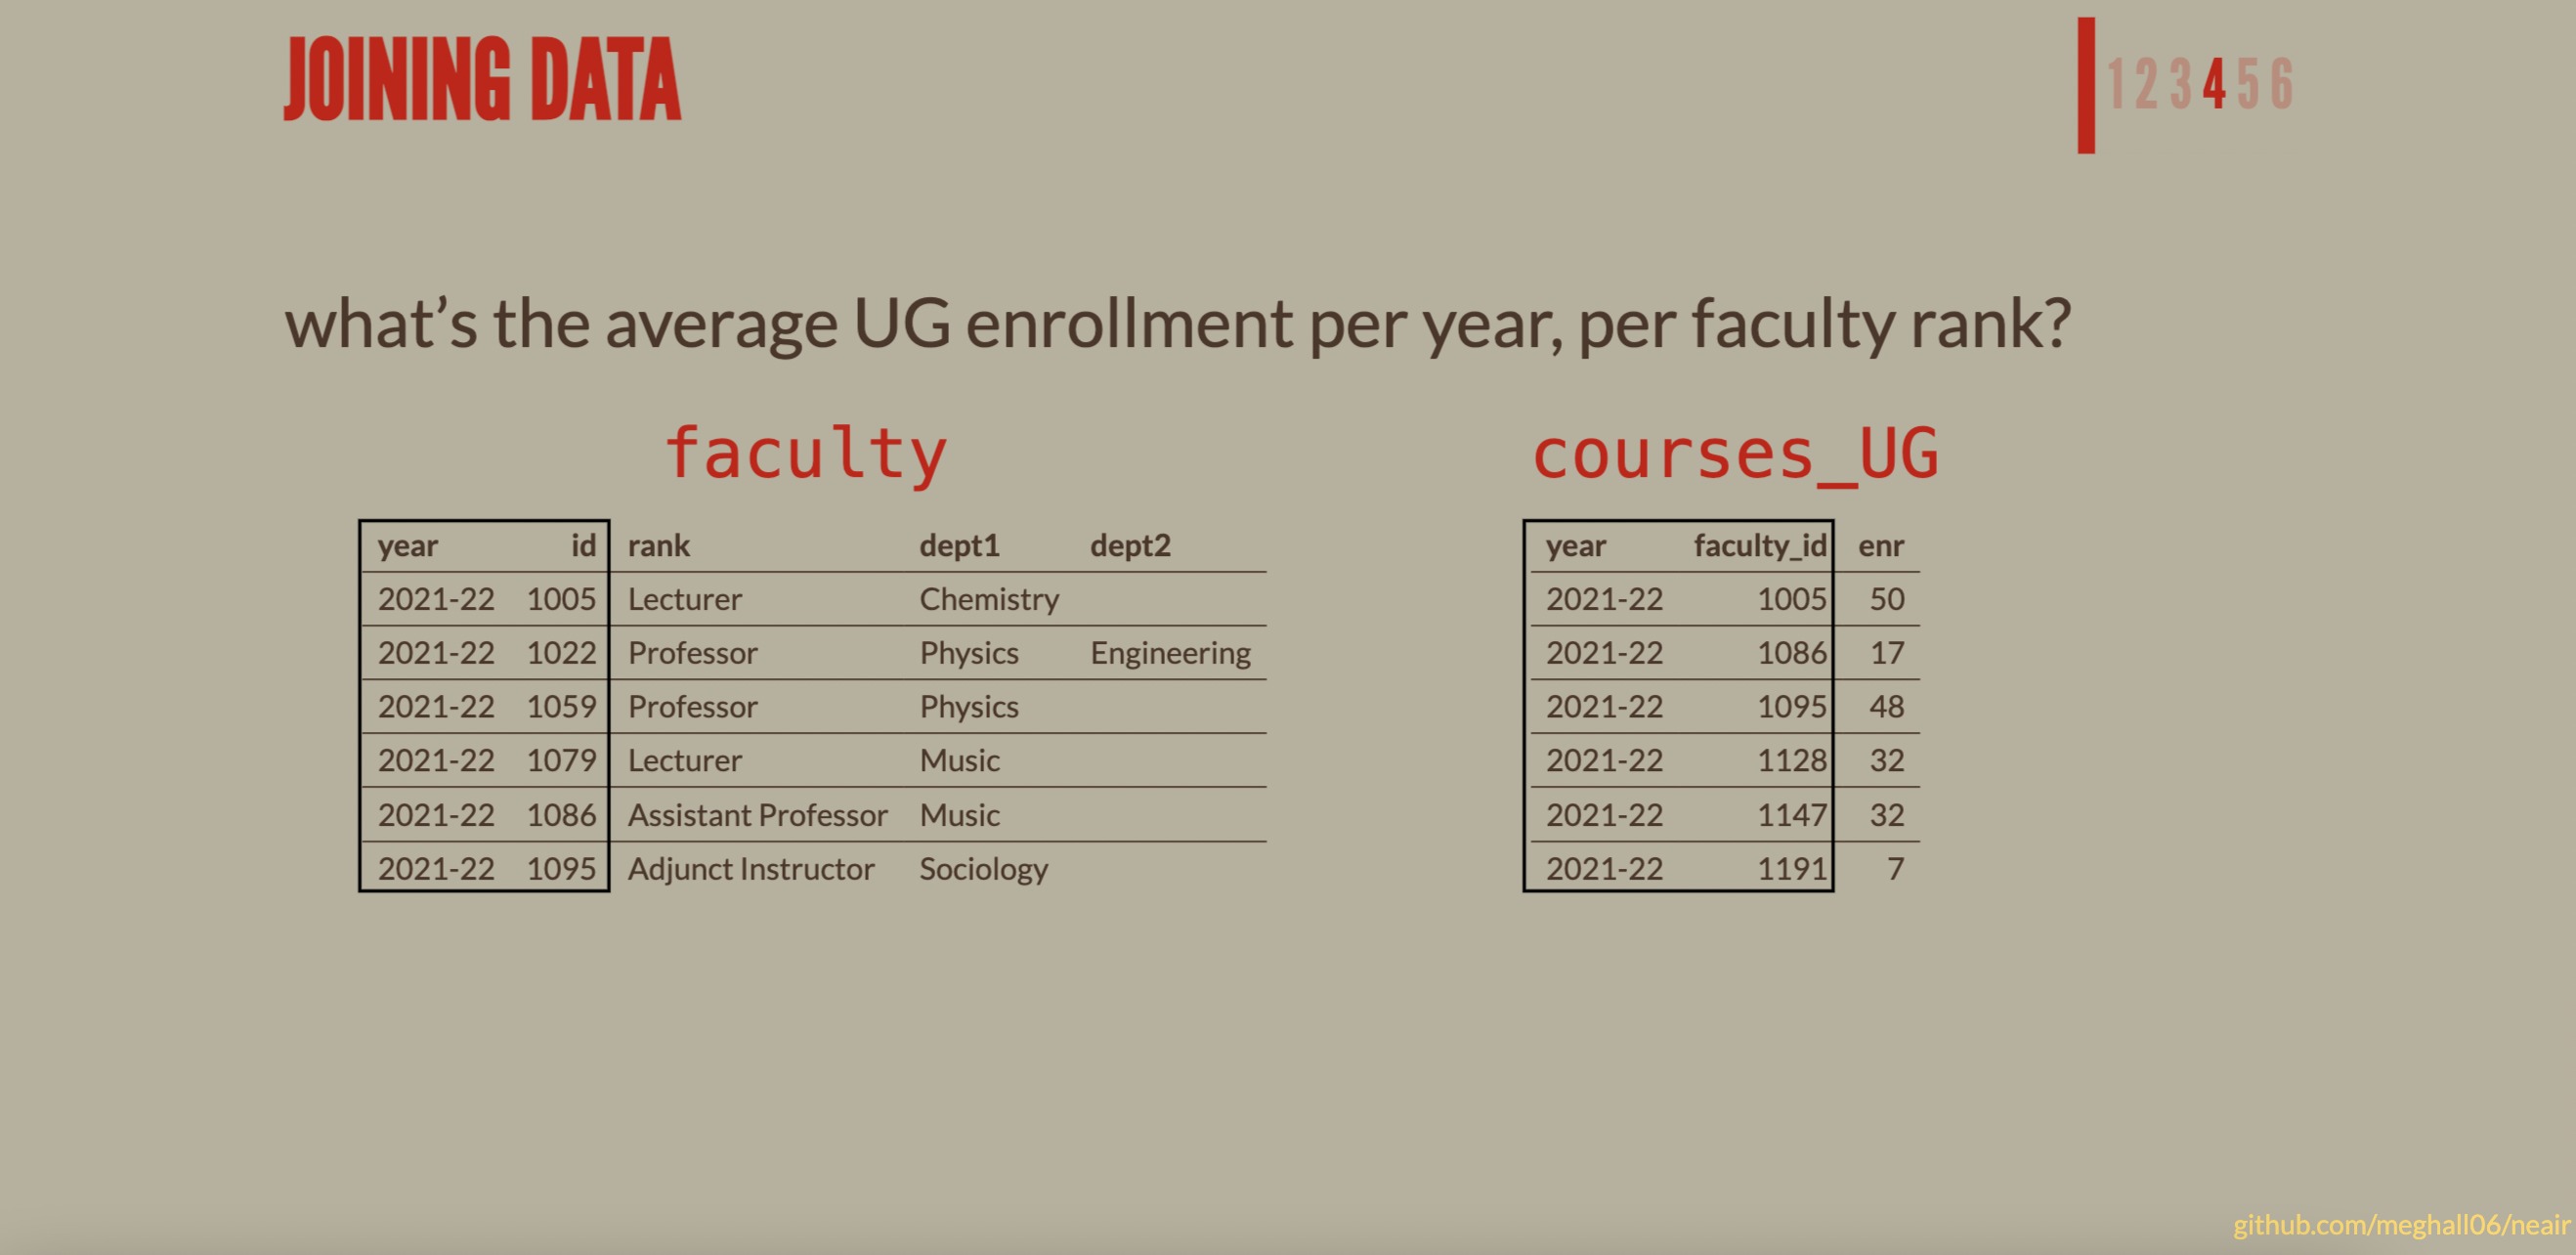 JOINING DATA
1 2 3 4 5 6
what's the average UG enrollment per year, per faculty rank?
faculty
year id rank dept1 dept2
2021-22 1005 Lecturer Chemistry
2021-22 1022 Professor Physics Engineering
2021-22 1059 Professor Physics
2021-22 1079 Lecturer Music
2021-22 1086 Assistant Professor Music
2021-22 1095 Adjunct Instructor Sociology
courses_UG
year faculty_id enr
2021-22 1005 50
2021-22 1086 17
2021-22 1095 48
2021-22 1128 32
2021-22 1147 32
2021-22 1191 7
github.com/meghall06/neair